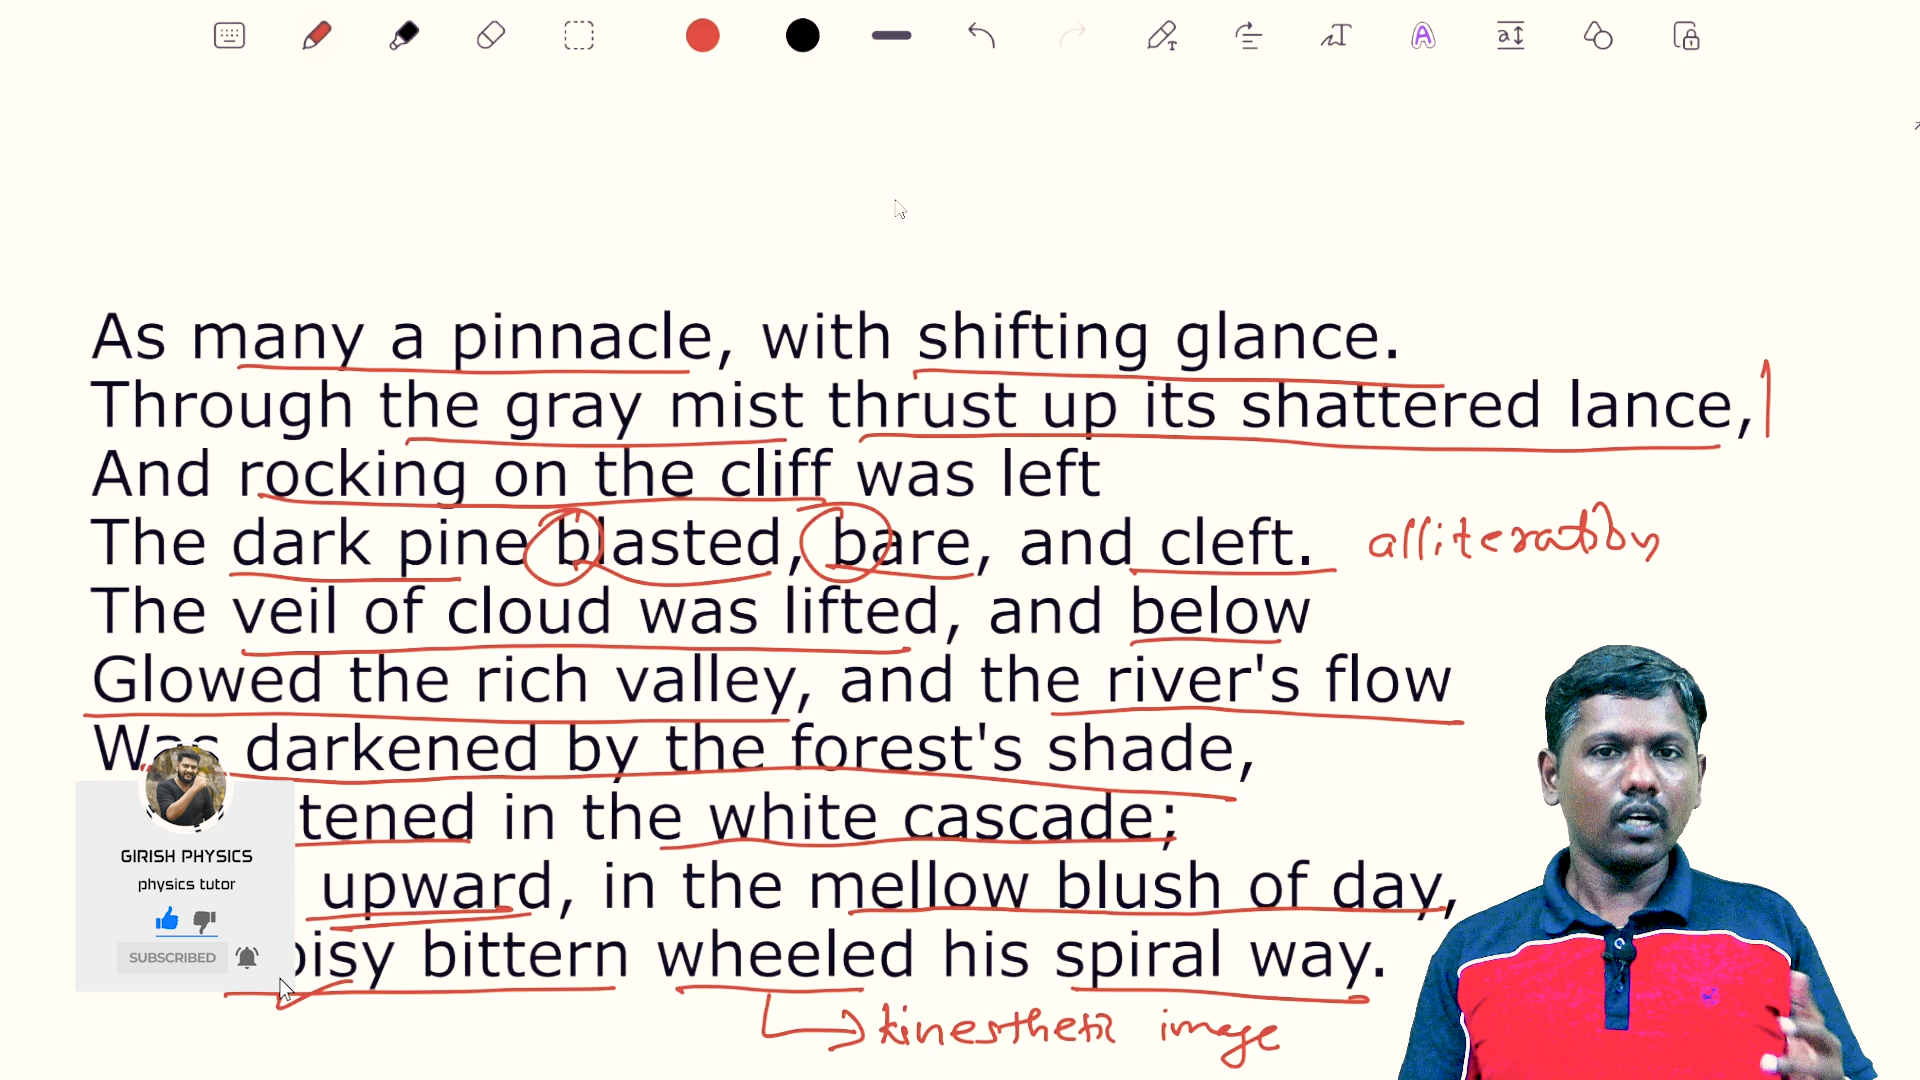 As many a pinnacle, with shifting glance.
Through the gray mist thrust up its shattered lance,
And rocking on the cliff was left
The dark pine blasted, bare, and cleft. alliteration
The veil of cloud was lifted, and below
Glowed the rich valley, and the river's flow
Was darkened by the forest's shade,
tened in the white cascade;
upward, in the mellow blush of day,
oisy bittern wheeled his spiral way.
kinesthetic image
GIRISH PHYSICS
physics tutor
SUBSCRIBED